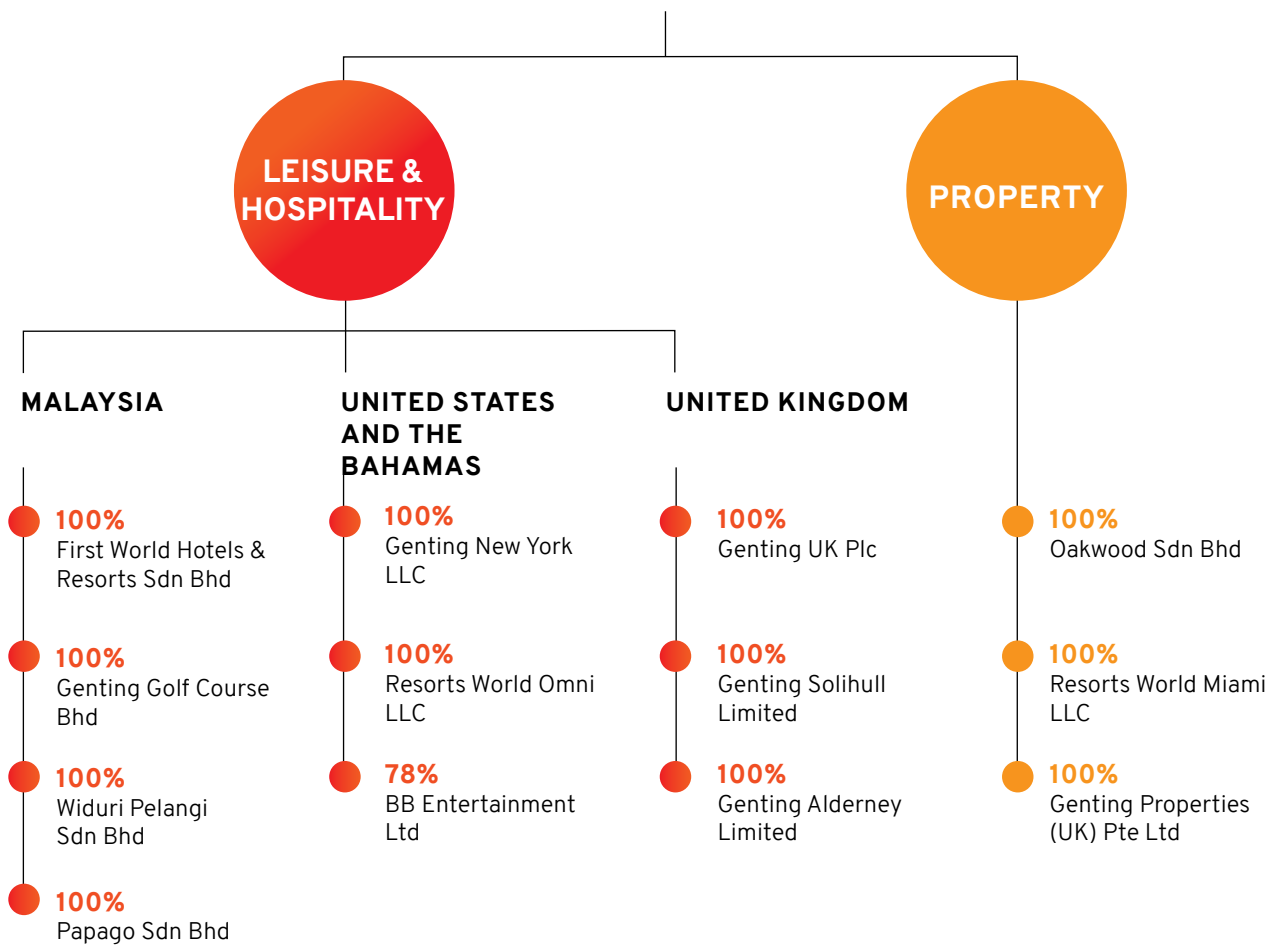 LEISURE &
HOSPITALITY
PROPERTY
MALAYSIA
100%
First World Hotels &
Resorts Sdn Bhd
100%
Genting Golf Course
Bhd
100%
Widuri Pelangi
Sdn Bhd
100%
Papago Sdn Bhd
UNITED STATES
AND THE
BAHAMAS
100%
Genting New York
LLC
100%
Resorts World Omni
LLC
78%
BB Entertainment
Ltd
UNITED KINGDOM
100%
Genting UK Plc
100%
Genting Solihull
Limited
100%
Genting Alderney
Limited
100%
Oakwood Sdn Bhd
100%
Resorts World Miami
LLC
100%
Genting Properties
(UK) Pte Ltd